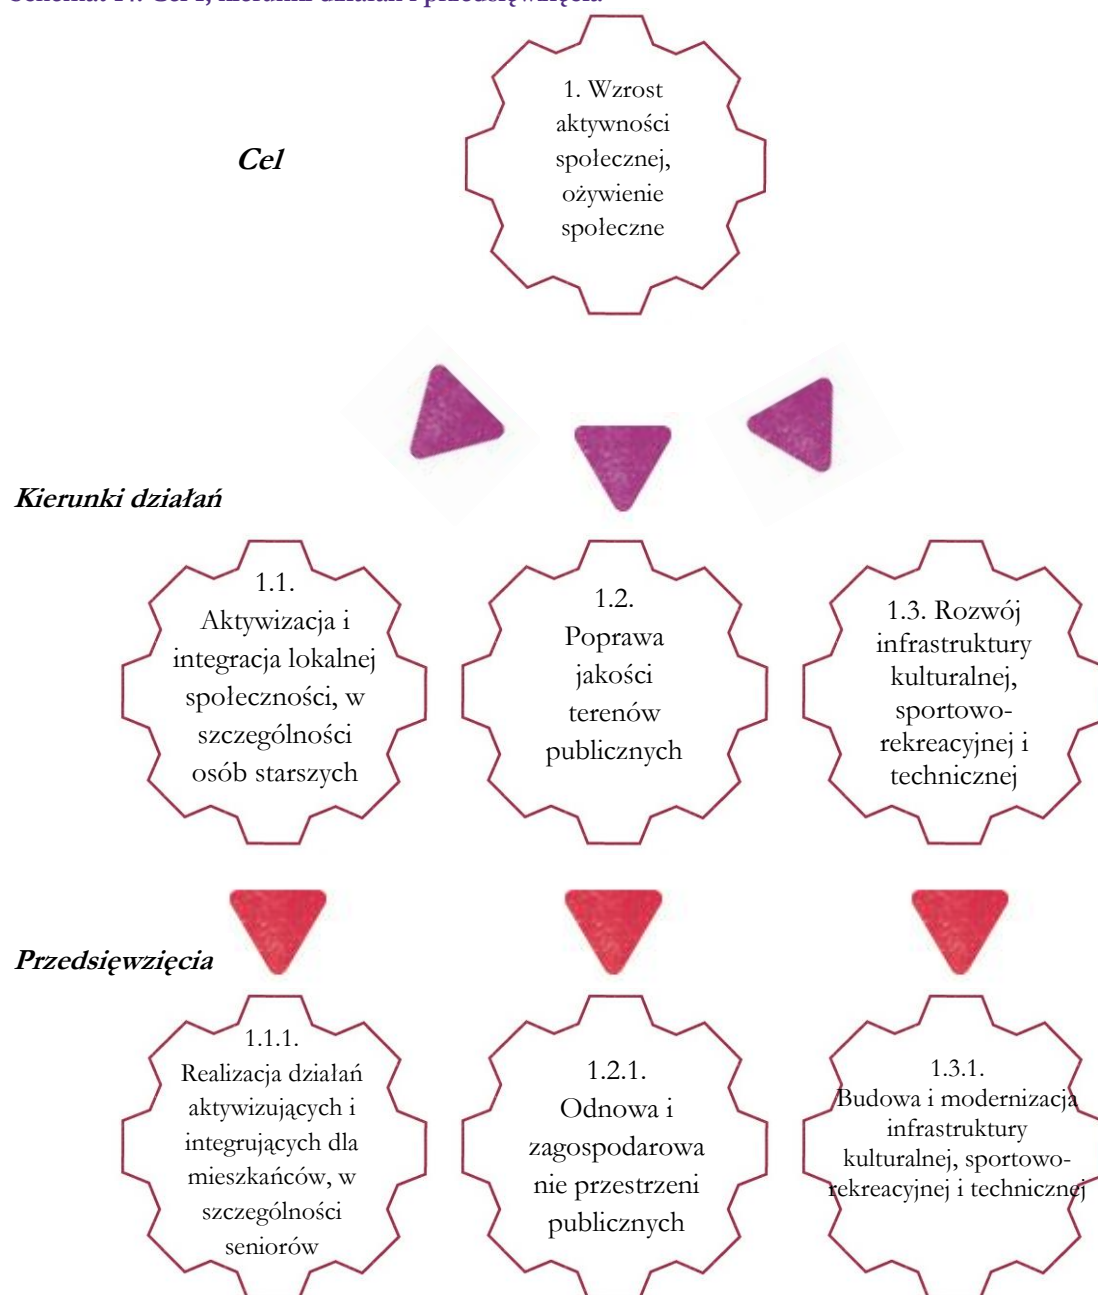 Cel
1. Wzrost
aktywności
społecznej,
ożywienie
społeczne
Kierunki działań
1.1.
Aktywizacja i
integracja lokalnej
społeczności, w
szczególności
osób starszych
1.2.
Poprawa
jakości
terenów
publicznych
1.3. Rozwój
infrastruktury
kulturalnej,
sportowo-
rekreacyjnej i
technicznej
Przedsięwzięcia
1.1.1.
Realizacja działań
aktywizujących i
integrujących dla
mieszkańców, w
szczególności
seniorów
1.2.1.
Odnowa i
zagospodarowa
nie przestrzeni
publicznych
1.3.1.
Budowa i modernizacja
infrastruktury
kulturalnej, sportowo-
rekreacyjnej i technicznej